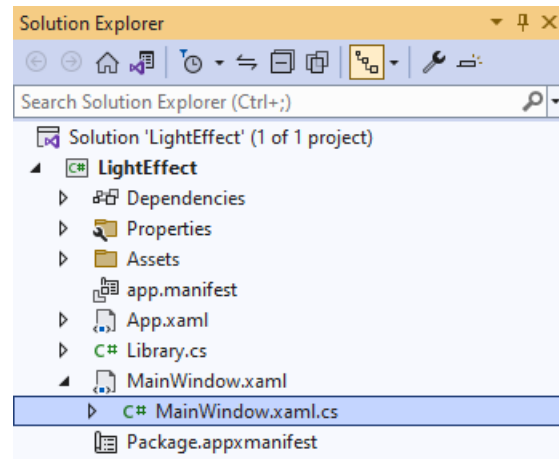 Solution Explorer
Search Solution Explorer (Ctrl+;)
Solution 'LightEffect' (1 of 1 project)
C# LightEffect
Dependencies
Properties
Assets
app.manifest
App.xaml
C# Library.cs
MainWindow.xaml
C# MainWindow.xaml.cs
Package.appxmanifest